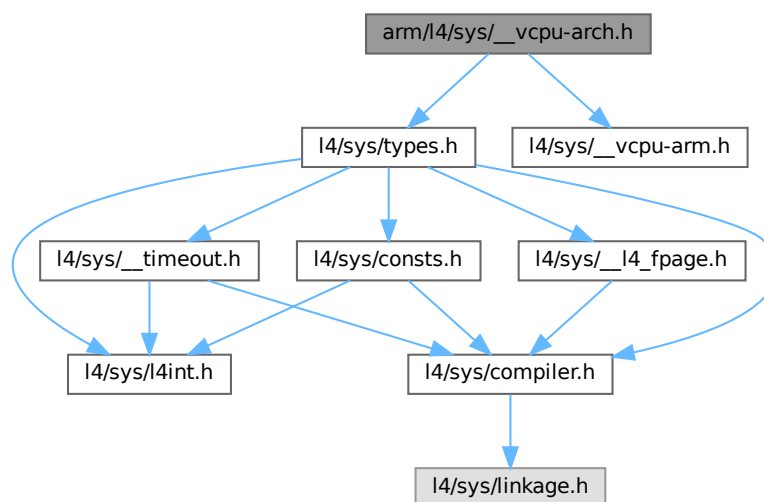 arm/l4/sys/__vcpu-arch.h
l4/sys/types.h
l4/sys/__vcpu-arm.h
l4/sys/__timeout.h
l4/sys/consts.h
l4/sys/__l4_fpage.h
l4/sys/l4int.h
l4/sys/compiler.h
l4/sys/linkage.h